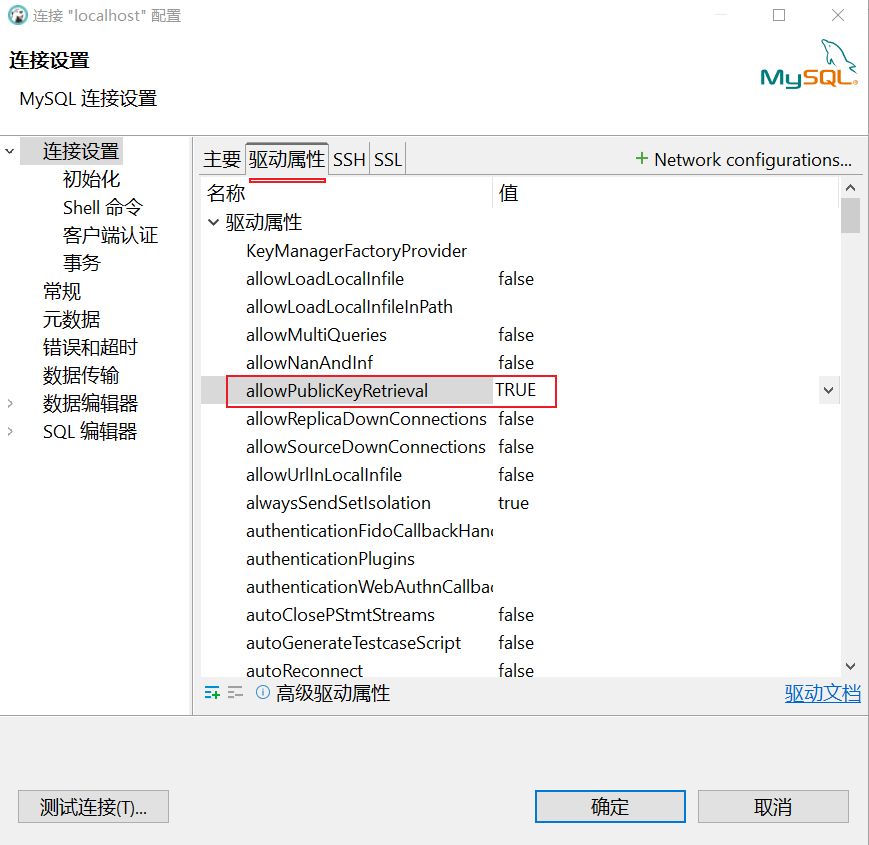 连接 "localhost" 配置
连接设置
MySQL 连接设置
MySQL
连接设置
初始化
Shell 命令
客户端认证
事务
常规
元数据
错误和超时
数据传输
数据编辑器
SQL 编辑器
主要 驱动属性 SSH SSL
Network configurations...
名称 值
驱动属性
KeyManagerFactoryProvider
allowLoadLocalInfile false
allowLoadLocalInfileInPath
allowMultiQueries false
allowNanAndInf false
allowPublicKeyRetrieval TRUE
allowReplicaDownConnections false
allowSourceDownConnections false
allowUrlInLocalInfile false
alwaysSendSetIsolation true
authenticationFidoCallbackHand
authenticationPlugins
authenticationWebAuthnCallbac
autoClosePStmtStreams false
autoGenerateTestcaseScript false
autoReconnect false
高级驱动属性 驱动文档
测试连接(T)... 确定 取消